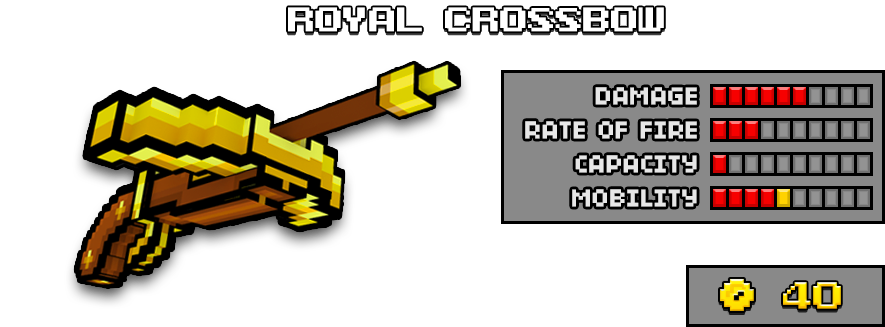 ROYAL CROSSBOW
DAMAGE
RATE OF FIRE
CAPACITY
MOBILITY
40